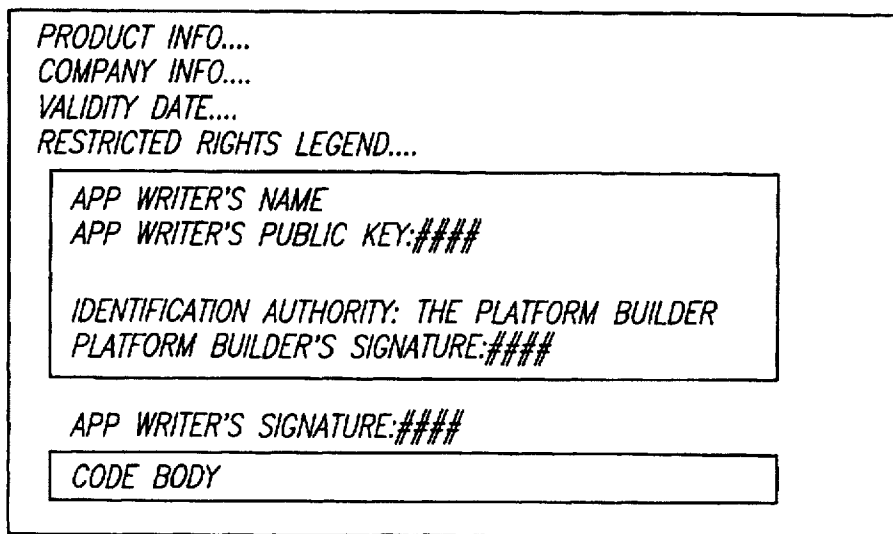 PRODUCT INFO....
COMPANY INFO....
VALIDITY DATE....
RESTRICTED RIGHTS LEGEND....
APP WRITER'S NAME
APP WRITER'S PUBLIC KEY:####
IDENTIFICATION AUTHORITY: THE PLATFORM BUILDER
PLATFORM BUILDER'S SIGNATURE:####
APP WRITER'S SIGNATURE:####
CODE BODY